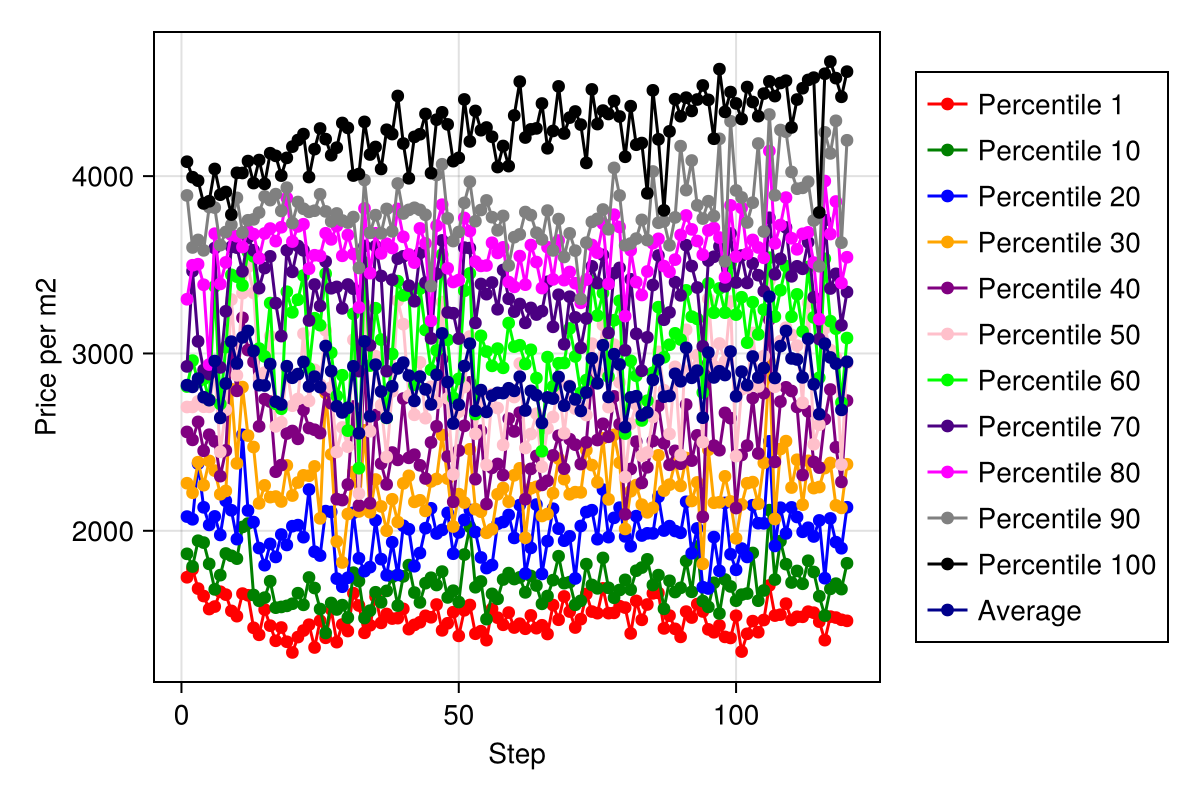 Price per m2
4000
3000
2000
0
50
100
Step
Percentile 1
Percentile 10
Percentile 20
Percentile 30
Percentile 40
Percentile 50
Percentile 60
Percentile 70
Percentile 80
Percentile 90
Percentile 100
Average